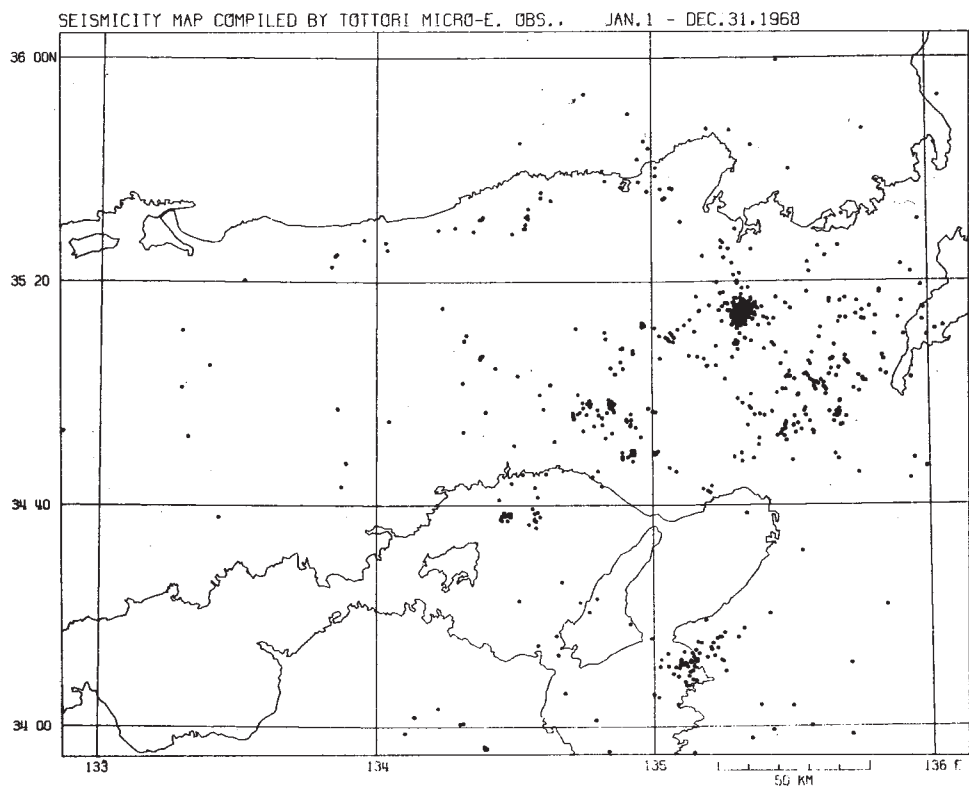 SEISMICITY MAP COMPILED BY TOTTORI MICRO-E. OBS., JAN.1 - DEC.31,1968
36 00N
35 20
34 40
34 00
133 134 135 136 E
50 KM